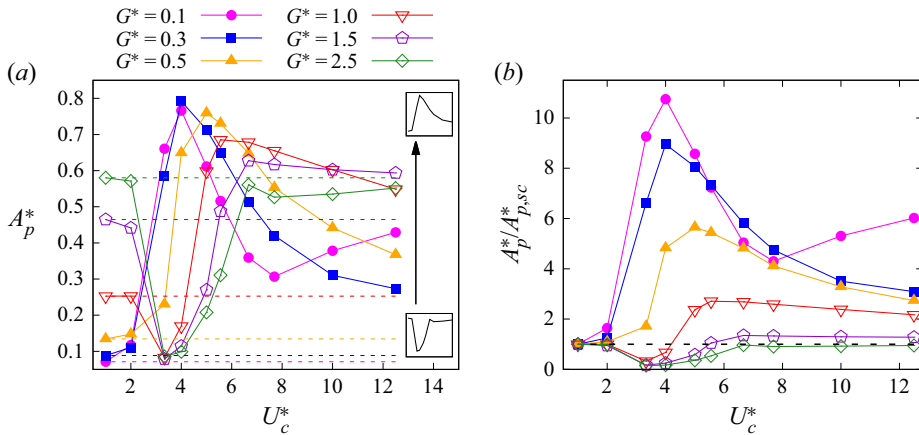 G* = 0.1 G* = 1.0
G* = 0.3 G* = 1.5
G* = 0.5 G* = 2.5
(a) (b)
0.8
0.7
0.6
0.5
0.4
0.3
0.2
0.1
A*p
2 4 6 8 10 12 14
U*c
10
8
6
4
2
0
A*p/A*p,sc
2 4 6 8 10 12
U*c